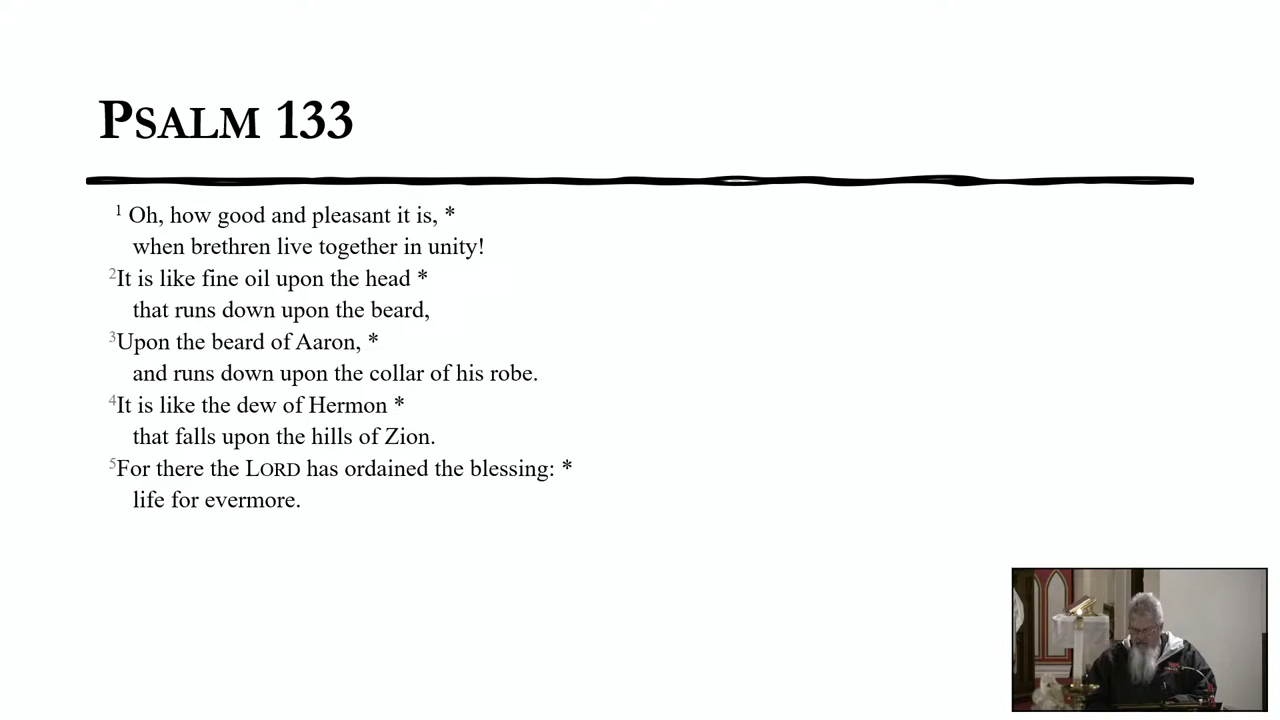 PSALM 133
1 Oh, how good and pleasant it is, *
when brethren live together in unity!
2It is like fine oil upon the head *
that runs down upon the beard,
3Upon the beard of Aaron, *
and runs down upon the collar of his robe.
4It is like the dew of Hermon *
that falls upon the hills of Zion.
5For there the LORD has ordained the blessing: *
life for evermore.